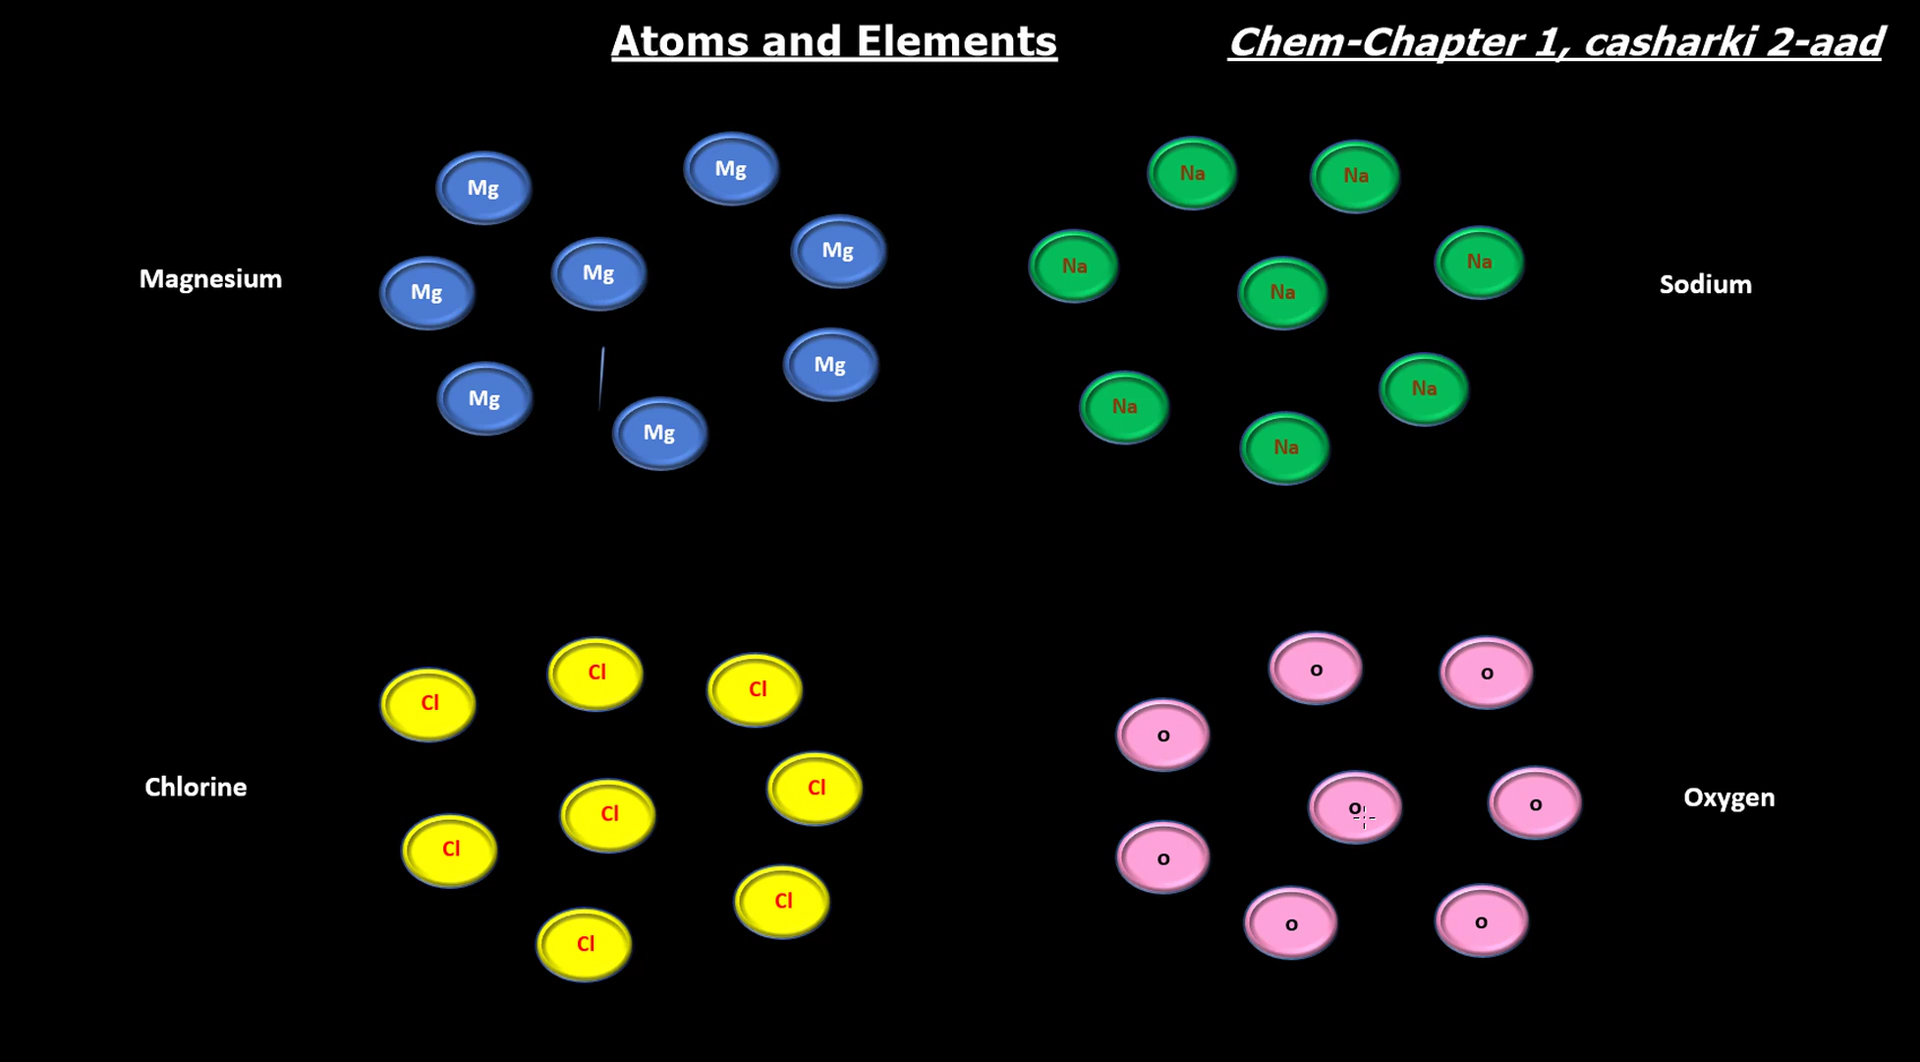 Atoms and Elements
Chem-Chapter 1, casharki 2-aad
Magnesium
Mg
Mg
Mg
Mg
Mg
Mg
Mg
Mg
Sodium
Na
Na
Na
Na
Na
Na
Na
Na
Chlorine
Cl
Cl
Cl
Cl
Cl
Cl
Cl
Cl
Oxygen
o
o
o
o
o
o
o
o